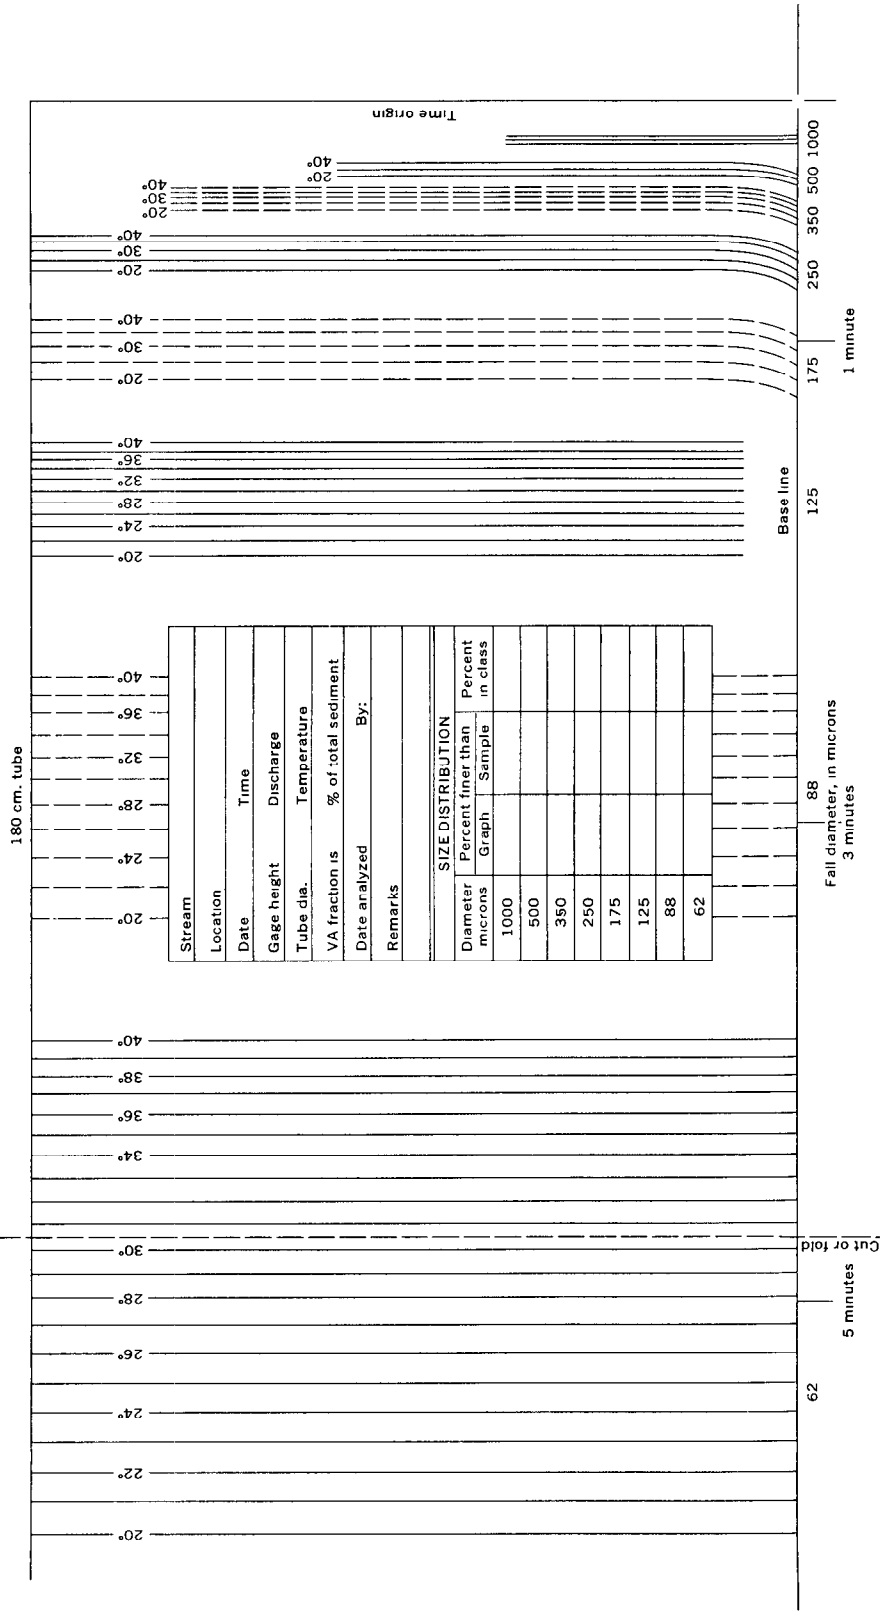 180 cm. tube
20°
22°
24°
26°
28°
30°
34°
36°
38°
40°
20°
24°
28°
32°
36°
40°
20°
24°
28°
32°
36°
40°
20°
30°
40°
20°
30°
40°
20°
30°
40°
20°
40°
Time origin
Stream
Location
Date Time
Gage height Discharge
Tube dia. Temperature
VA fraction is % of total sediment
Date analyzed By:
Remarks
SIZE DISTRIBUTION
Diameter microns
Percent finer than
Graph Sample
Percent in class
1000
500
350
250
175
125
88
62
Base line
62 88 125 175 250 350 500 1000
Cut or fold
Fall diameter, in microns
5 minutes 3 minutes 1 minute